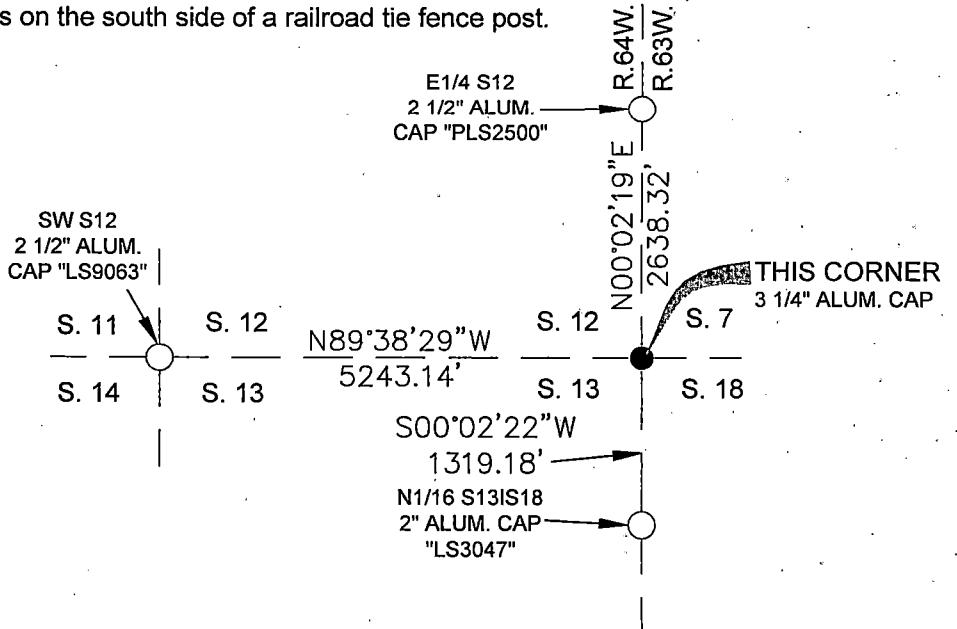 s on the south side of a railroad tie fence post.
R.64W.
R.63W.
E1/4 S12
2 1/2" ALUM.
CAP "PLS2500"
N00°02'19"E
2638.32'
SW S12
2 1/2" ALUM.
CAP "LS9063"
THIS CORNER
3 1/4" ALUM. CAP
S. 11
S. 12
S. 12
S. 7
N89°38'29"W
5243.14'
S. 14
S. 13
S. 13
S. 18
S00°02'22"W
1319.18'
N1/16 S13IS18
2" ALUM. CAP
"LS3047"